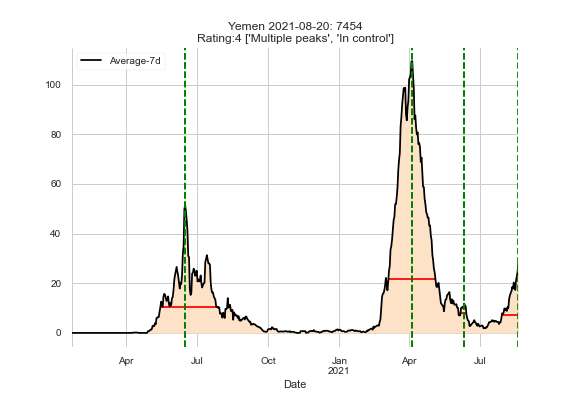 Yemen 2021-08-20: 7454
Rating:4 ['Multiple peaks', 'In control']
Average-7d
100
80
60
40
20
0
Apr Jul Oct Jan Apr Jul
2021
Date